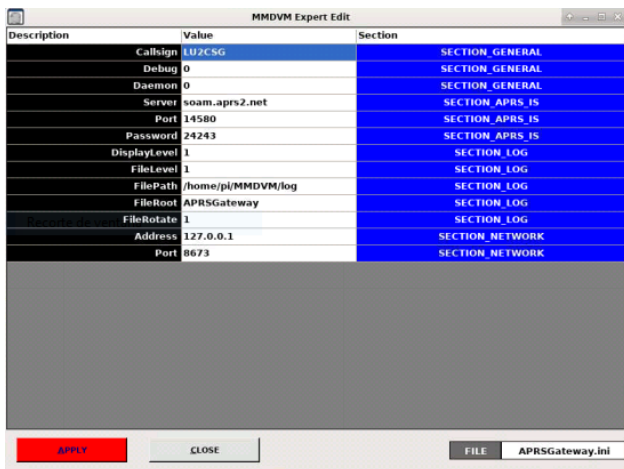 MMDVM Expert Edit
Description Value Section
Callsign LU2CSG SECTION_GENERAL
Debug 0 SECTION_GENERAL
Daemon 0 SECTION_GENERAL
Server soam.aprs2.net SECTION_APRS_IS
Port 14580 SECTION_APRS_IS
Password 24243 SECTION_APRS_IS
DisplayLevel 1 SECTION_LOG
FileLevel 1 SECTION_LOG
FilePath /home/pi/MMDVM/log SECTION_LOG
FileRoot APRSGateway SECTION_LOG
Recorte de FileRotate 1 SECTION_LOG
Address 127.0.0.1 SECTION_NETWORK
Port 8673 SECTION_NETWORK
APPLY CLOSE FILE APRSGateway.ini